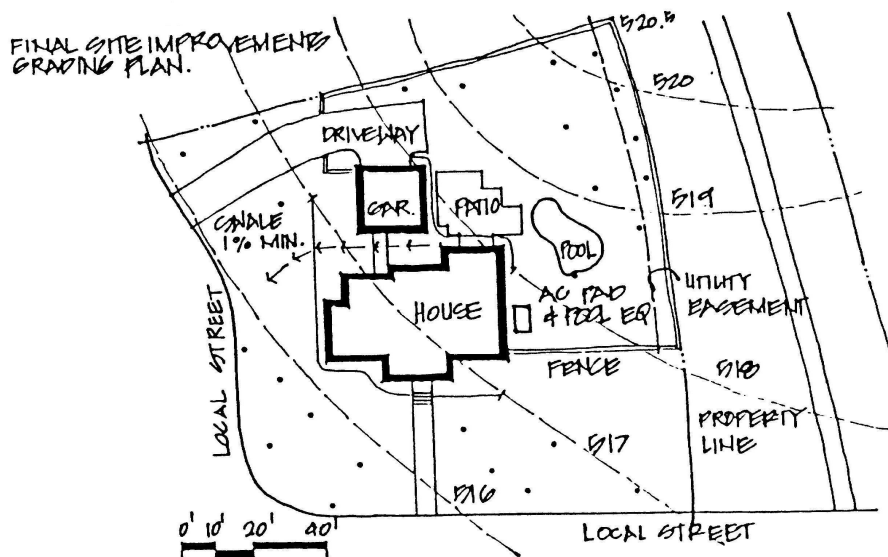 FINAL SITE IMPROVEMENTS
GRADING PLAN.
520.5
520
DRIVEWAY
GAR.
PATIO
519
SWALE
1% MIN.
POOL
AC PAD
& POOL EQ
UTILITY
EASEMENT
HOUSE
FENCE
518
LOCAL STREET
PROPERTY
LINE
517
516
0' 10' 20' 40'
LOCAL STREET